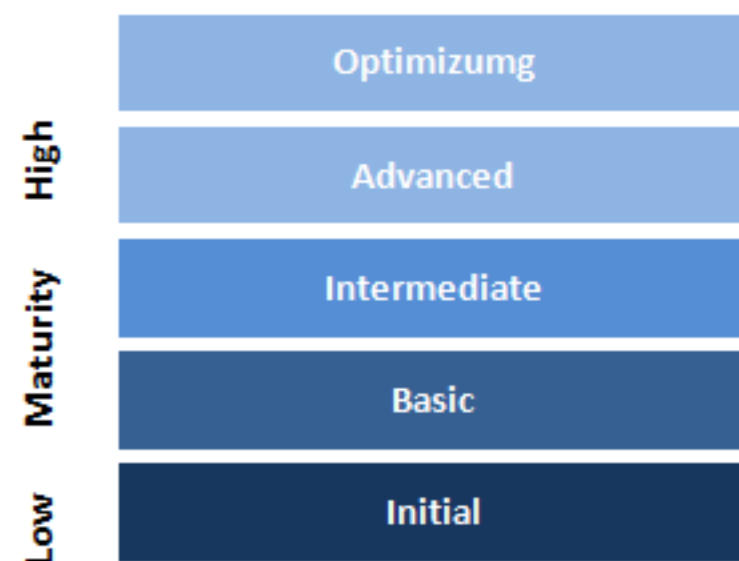 Optimizumg
High
Advanced
Intermediate
Maturity
Basic
Initial
Low